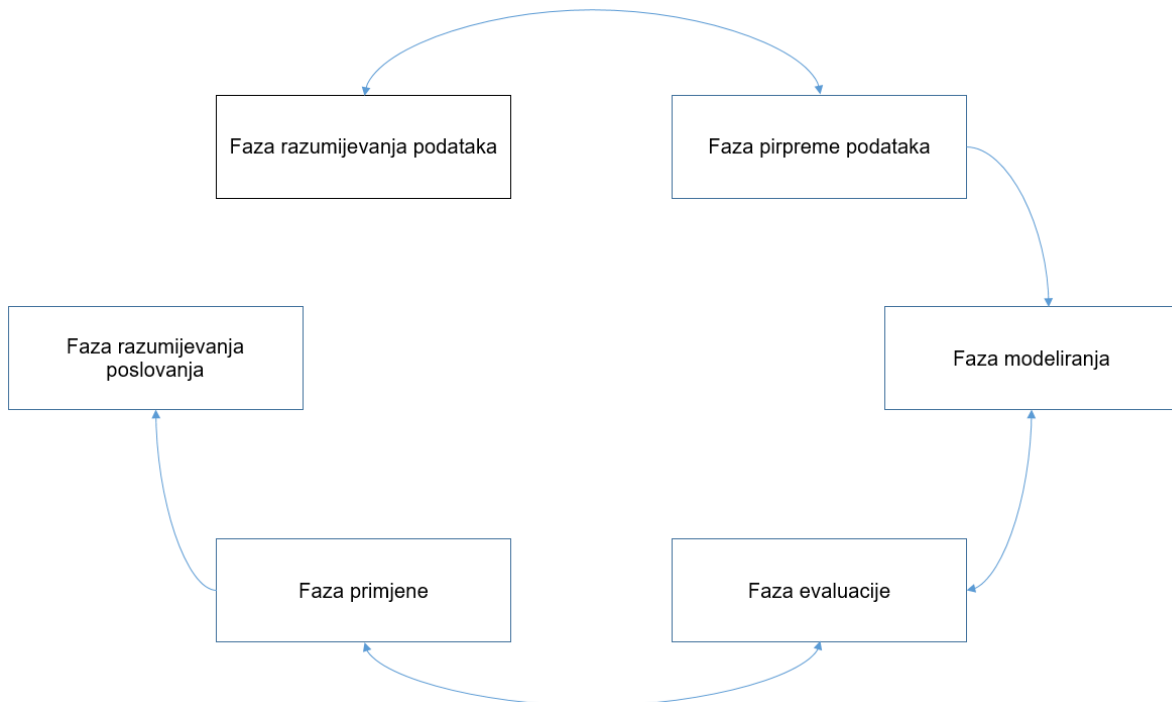 Faza razumijevanja podataka
Faza pirpreme podataka
Faza razumijevanja
poslovanja
Faza modeliranja
Faza primjene
Faza evaluacije